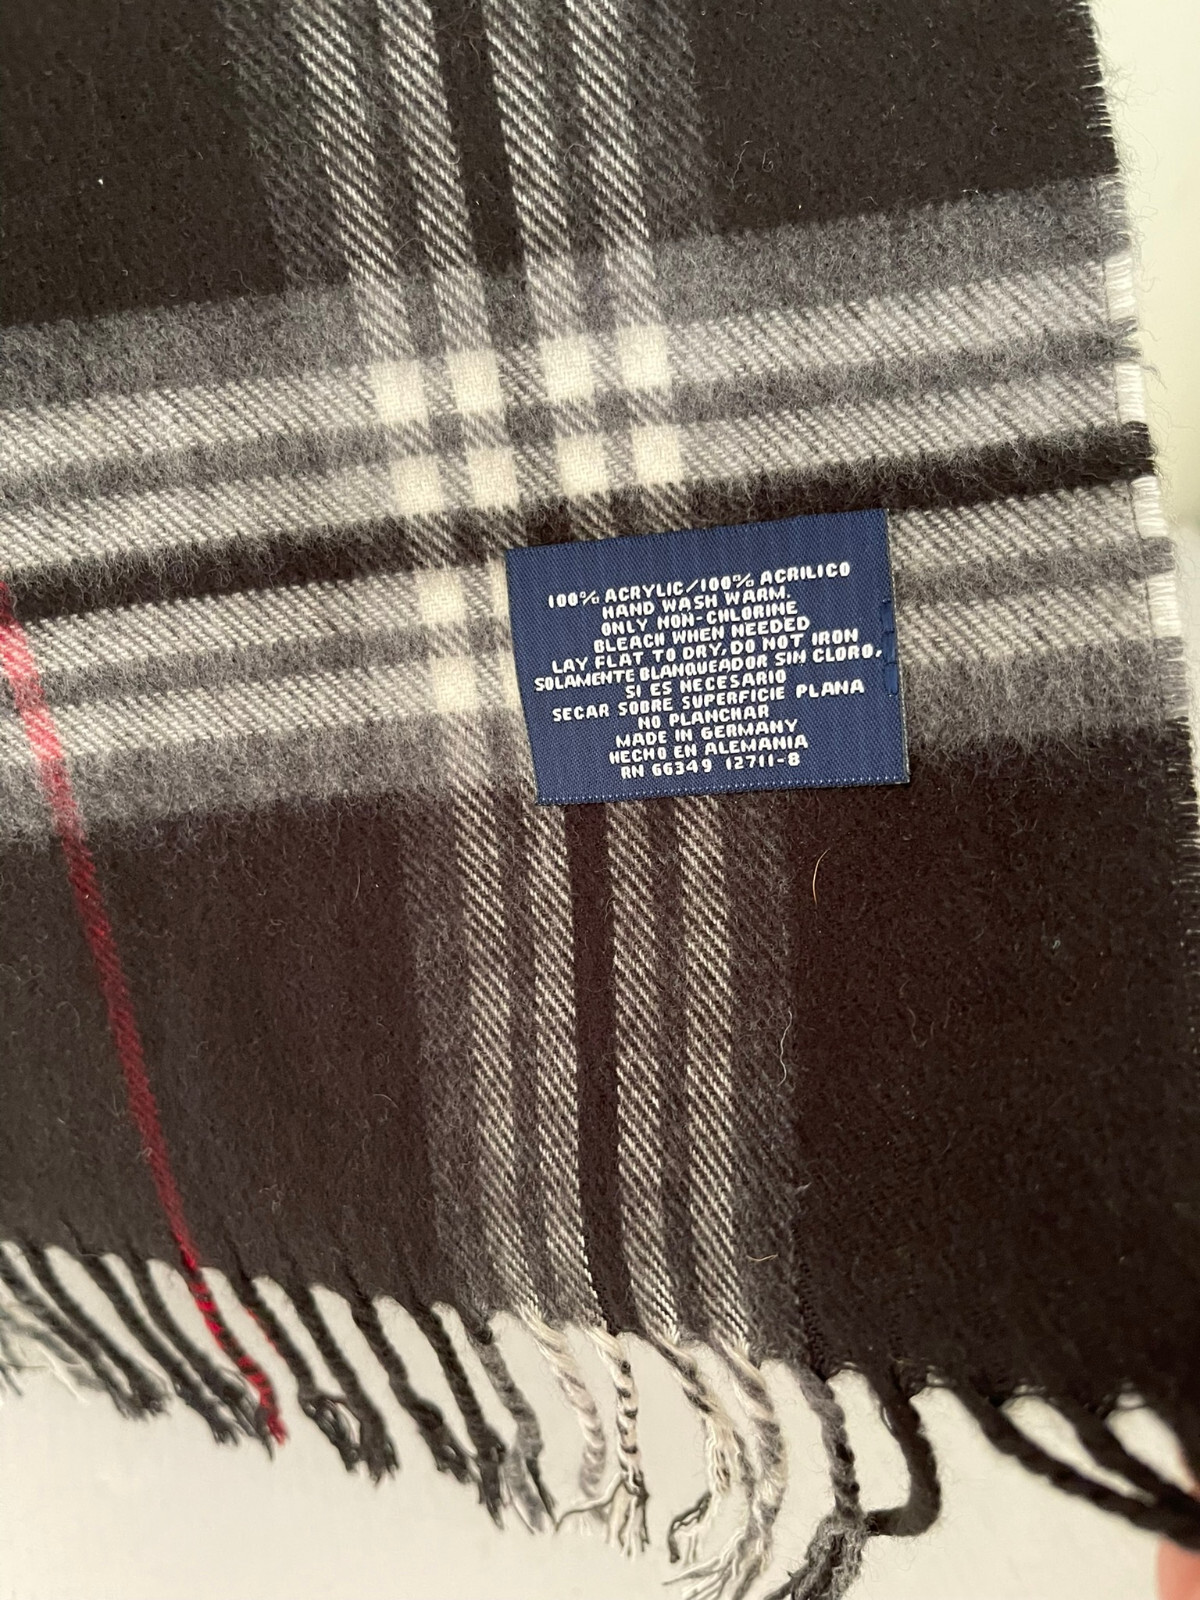 100% ACRYLIC/100% ACRILICO
HAND WASH WARM.
ONLY NON-CHLORINE
BLEACH WHEN NEEDED
LAY FLAT TO DRY, DO NOT IRON
SOLAMENTE BLANQUEADOR SIN CLORO,
SI ES NECESARIO
SECAR SOBRE SUPERFICIE PLANA
NO PLANCHAR
MADE IN GERMANY
HECHO EN ALEMANIA
RN 66349 12711-8